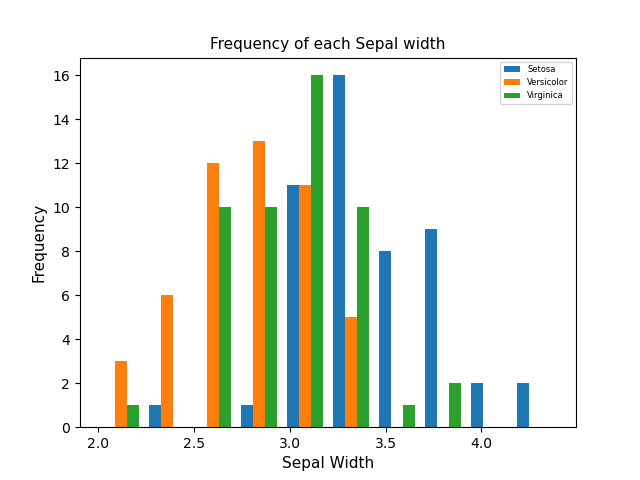 Frequency of each Sepal width
Setosa
Versicolor
Virginica
16
14
12
10
8
6
4
2
0
Frequency
2.0 2.5 3.0 3.5 4.0
Sepal Width